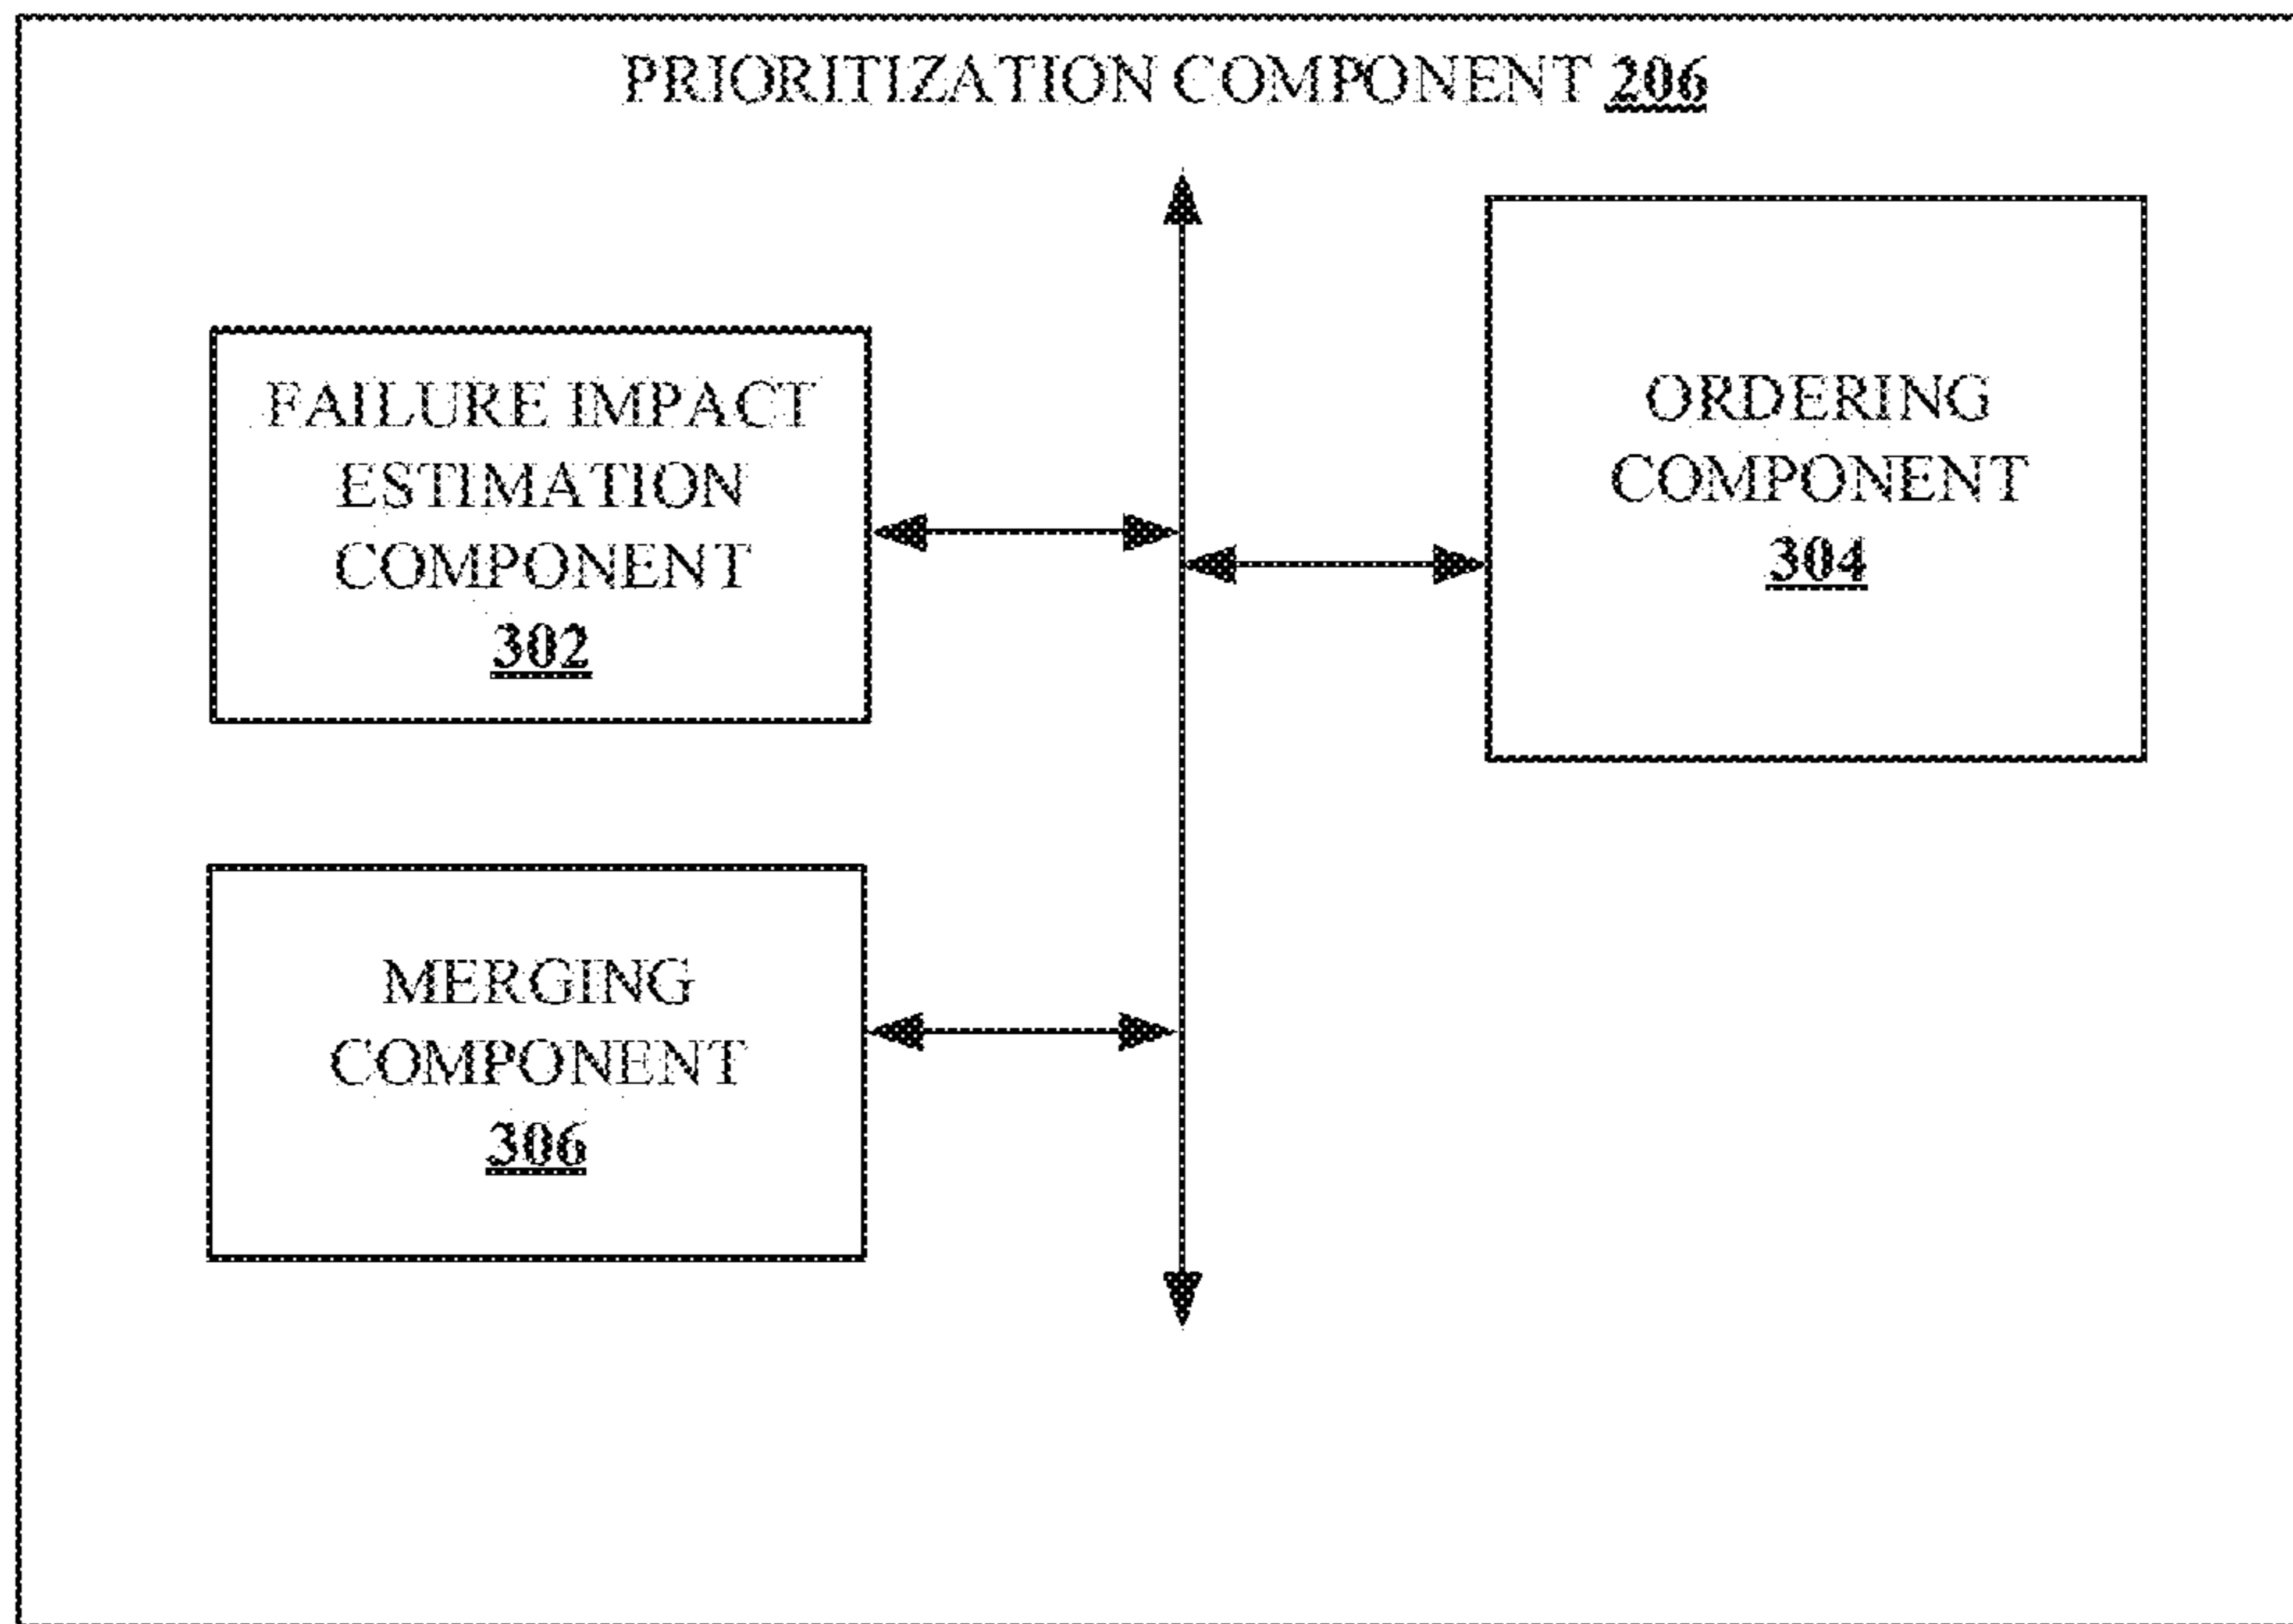 PRIORITIZATION COMPONENT 206
FAILURE IMPACT
ESTIMATION
COMPONENT
302
ORDERING
COMPONENT
304
MERGING
COMPONENT
306